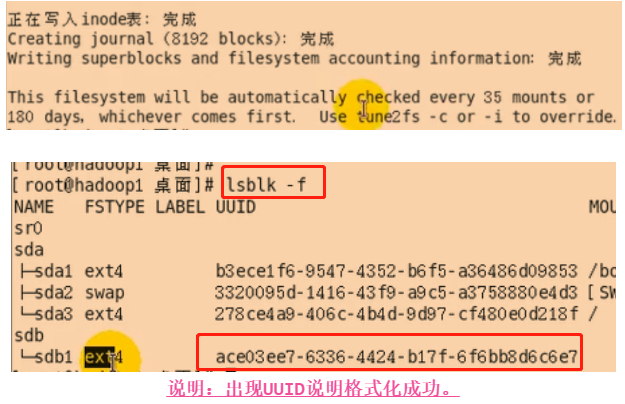 正在写入inode表: 完成
Creating journal (8192 blocks): 完成
Writing superblocks and filesystem accounting information: 完成
This filesystem will be automatically checked every 35 mounts or
180 days, whichever comes first.  Use tune2fs -c or -i to override.
[root@hadoop1 桌面]#
[root@hadoop1 桌面]# lsblk -f
NAME   FSTYPE LABEL UUID                                 MOU
sr0
sda
├─sda1 ext4         b3ece1f6-9547-4352-b6f5-a36486d09853 /bo
├─sda2 swap         3320095d-1416-43f9-a9c5-a3758880e4d3 [SW
└─sda3 ext4         278ce4a9-406c-4b4d-9d97-cf480e0d218f /
sdb
└─sdb1 ext4         ace03ee7-6336-4424-b17f-6f6bb8d6c6e7
说明：出现UUID说明格式化成功。